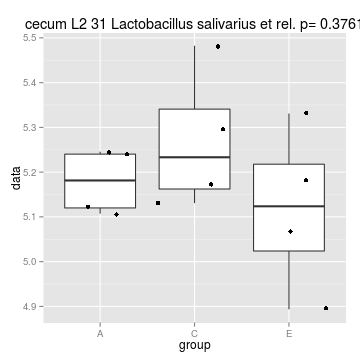 cecum L2 31 Lactobacillus salivarius et rel. p= 0.3761
5.5
5.4
5.3
5.2
5.1
5.0
4.9
data
A C E
group